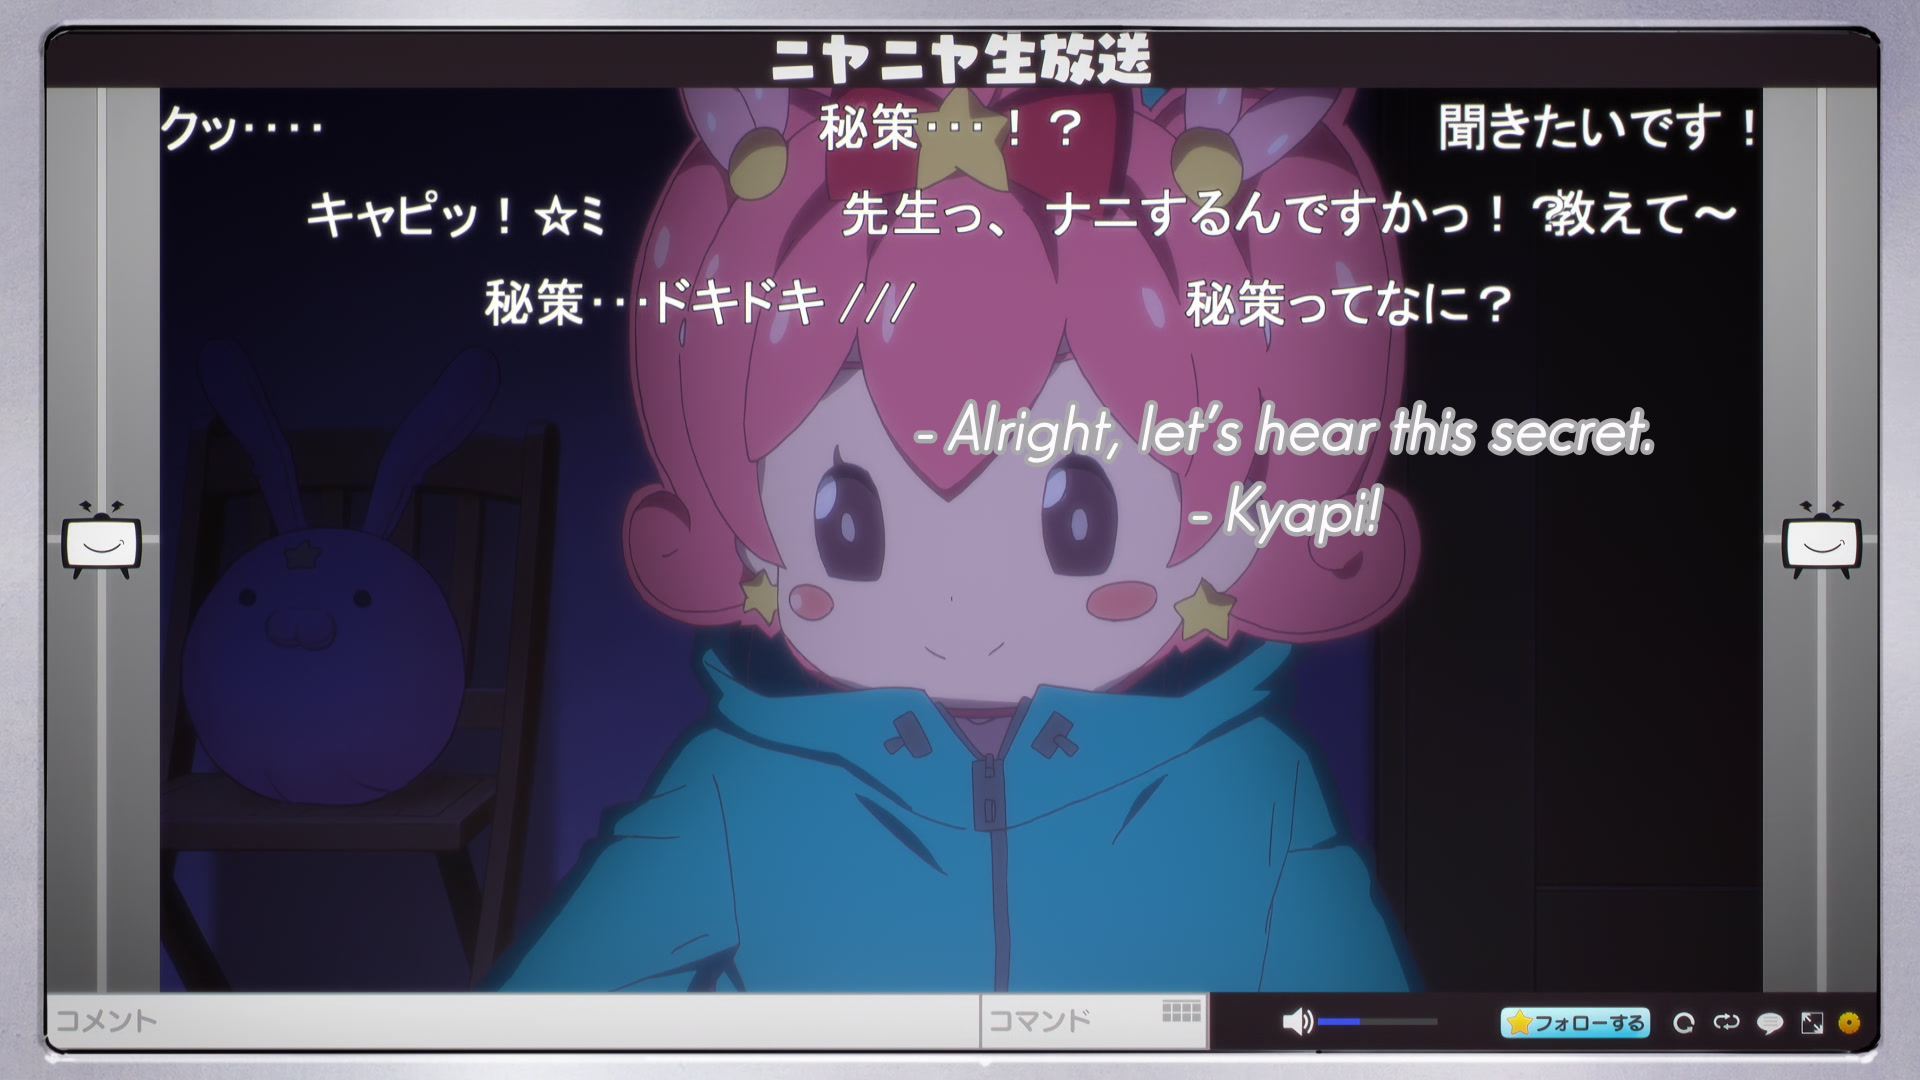 ニヤニヤ生放送
クッ‥‥
秘策‥‥！？
聞きたいです！
キャピッ！☆ミ
先生っ、ナニするんですかっ！？
教えて～
秘策‥‥ドキドキ///
秘策ってなに？
- Alright, let's hear this secret.
- Kyapi!
コメント
コマンド
フォローする